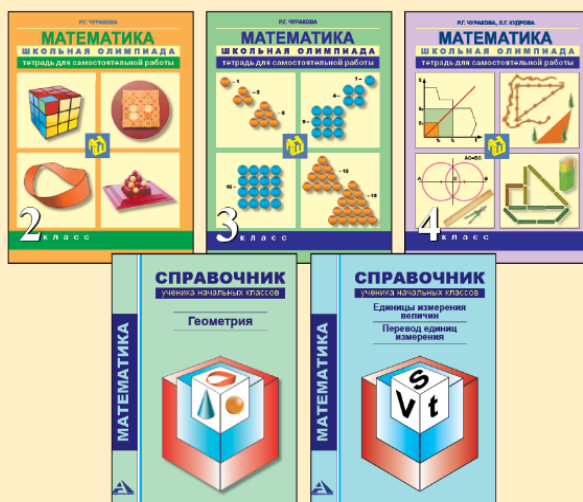 Р.Г. ЧУРАКОВА
МАТЕМАТИКА
ШКОЛЬНАЯ ОЛИМПИАДА
тетрадь для самостоятельной работы
2 класс
Р.Г. ЧУРАКОВА
МАТЕМАТИКА
ШКОЛЬНАЯ ОЛИМПИАДА
тетрадь для самостоятельной работы
3 класс
Р.Г. ЧУРАКОВА, Л.Г. КУДРОВА
МАТЕМАТИКА
ШКОЛЬНАЯ ОЛИМПИАДА
тетрадь для самостоятельной работы
AC=BC
A C B
4 класс
СПРАВОЧНИК
ученика начальных классов
Геометрия
МАТЕМАТИКА
СПРАВОЧНИК
ученика начальных классов
Единицы измерения
величин
Перевод единиц
измерения
МАТЕМАТИКА
S
V t